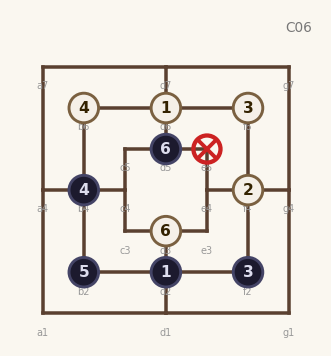 C06
a7 d7 g7
4 1 3
b6 d6 f6
6
c5 d5 e5
4 2
a4 b4 c4 e4 f4 g4
6
c3 d3 e3
5 1 3
b2 d2 f2
a1 d1 g1